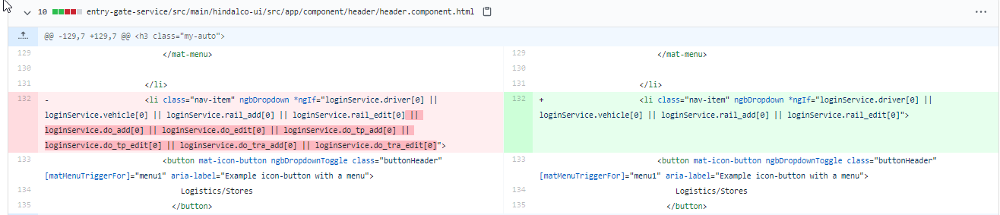 10 entry-gate-service/src/main/hindalco-ui/src/app/component/header/header.component.html
@@ -129,7 +129,7 @@ <h3 class="my-auto">
129 </mat-menu>
130
131 </li>
132 - <li class="nav-item" ngbDropdown *ngIf="loginService.driver[0] ||
loginService.vehicle[0] || loginService.rail_add[0] || loginService.rail_edit[0] ||
loginService.do_add[0] || loginService.do_edit[0] || loginService.do_tp_add[0] ||
loginService.do_tp_edit[0] || loginService.do_tra_add[0] || loginService.do_tra_edit[0]">
133 <button mat-icon-button ngbDropdownToggle class="buttonHeader"
[matMenuTriggerFor]="menu1" aria-label="Example icon-button with a menu">
134 Logistics/Stores
135 </button>
129 </mat-menu>
130
131 </li>
132 + <li class="nav-item" ngbDropdown *ngIf="loginService.driver[0] ||
loginService.vehicle[0] || loginService.rail_add[0] || loginService.rail_edit[0]">
133 <button mat-icon-button ngbDropdownToggle class="buttonHeader"
[matMenuTriggerFor]="menu1" aria-label="Example icon-button with a menu">
134 Logistics/Stores
135 </button>